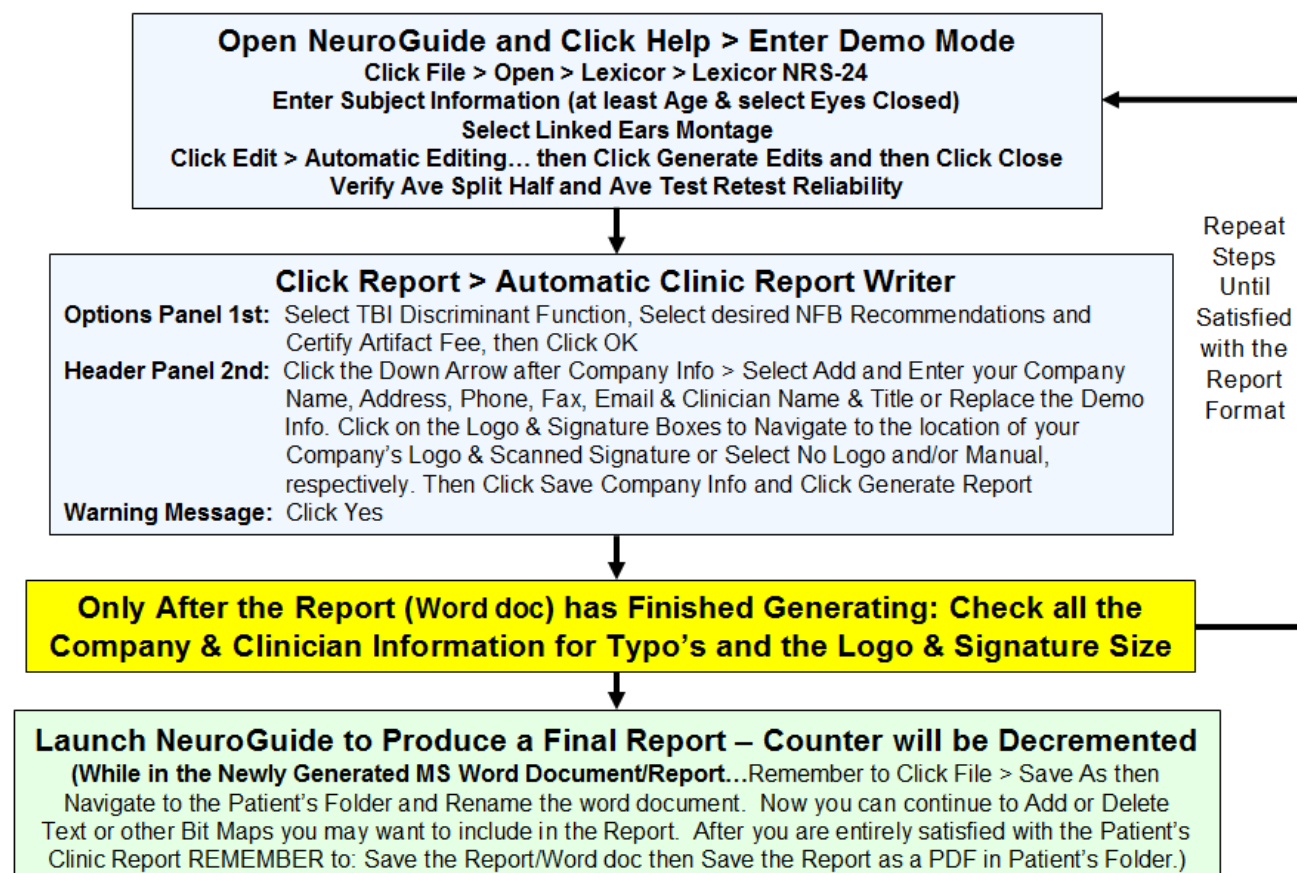 Open NeuroGuide and Click Help > Enter Demo Mode
Click File > Open > Lexicor > Lexicor NRS-24
Enter Subject Information (at least Age & select Eyes Closed)
Select Linked Ears Montage
Click Edit > Automatic Editing… then Click Generate Edits and then Click Close
Verify Ave Split Half and Ave Test Retest Reliability
Repeat
Steps
Until
Satisfied
with the
Report
Format
Click Report > Automatic Clinic Report Writer
Options Panel 1st: Select TBI Discriminant Function, Select desired NFB Recommendations and
Certify Artifact Fee, then Click OK
Header Panel 2nd: Click the Down Arrow after Company Info > Select Add and Enter your Company
Name, Address, Phone, Fax, Email & Clinician Name & Title or Replace the Demo
Info. Click on the Logo & Signature Boxes to Navigate to the location of your
Company's Logo & Scanned Signature or Select No Logo and/or Manual,
respectively. Then Click Save Company Info and Click Generate Report
Warning Message: Click Yes
Only After the Report (Word doc) has Finished Generating: Check all the
Company & Clinician Information for Typo's and the Logo & Signature Size
Launch NeuroGuide to Produce a Final Report – Counter will be Decremented
(While in the Newly Generated MS Word Document/Report…Remember to Click File > Save As then
Navigate to the Patient's Folder and Rename the word document. Now you can continue to Add or Delete
Text or other Bit Maps you may want to include in the Report. After you are entirely satisfied with the Patient's
Clinic Report REMEMBER to: Save the Report/Word doc then Save the Report as a PDF in Patient's Folder.)